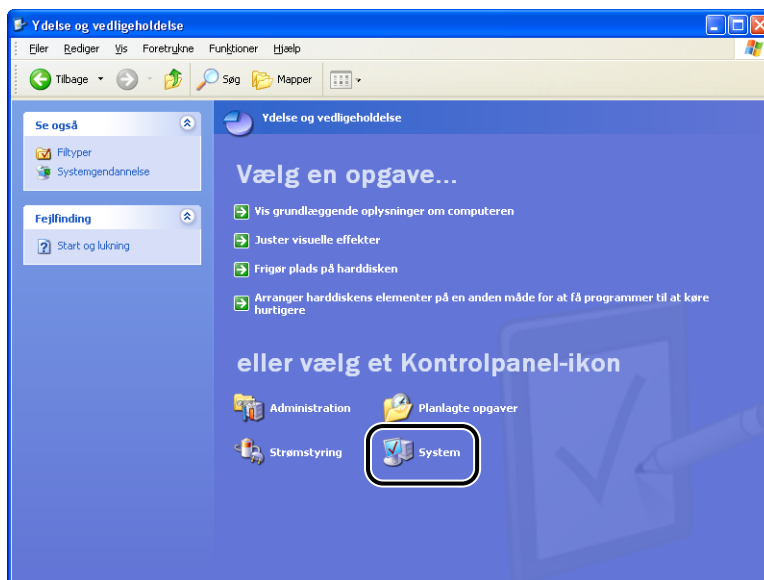 Ydelse og vedligeholdelse
Filer Rediger Vis Foretrukne Funktioner Hjælp
Tilbage Søg Mapper
Se også
Filtyper
Systemgendannelse
Fejlfinding
Start og lukning
Ydelse og vedligeholdelse
Vælg en opgave...
Vis grundlæggende oplysninger om computeren
Juster visuelle effekter
Frigør plads på harddisken
Arranger harddiskens elementer på en anden måde for at få programmer til at køre
hurtigere
eller vælg et Kontrolpanel-ikon
Administration Planlagte opgaver
Strømstyring System